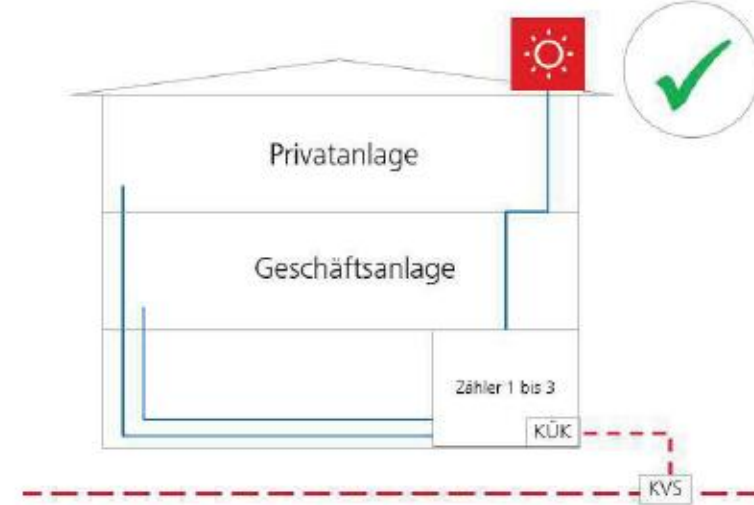 Privatanlage
Geschäftsanlage
Zähler 1 bis 3
KÜK
KVS